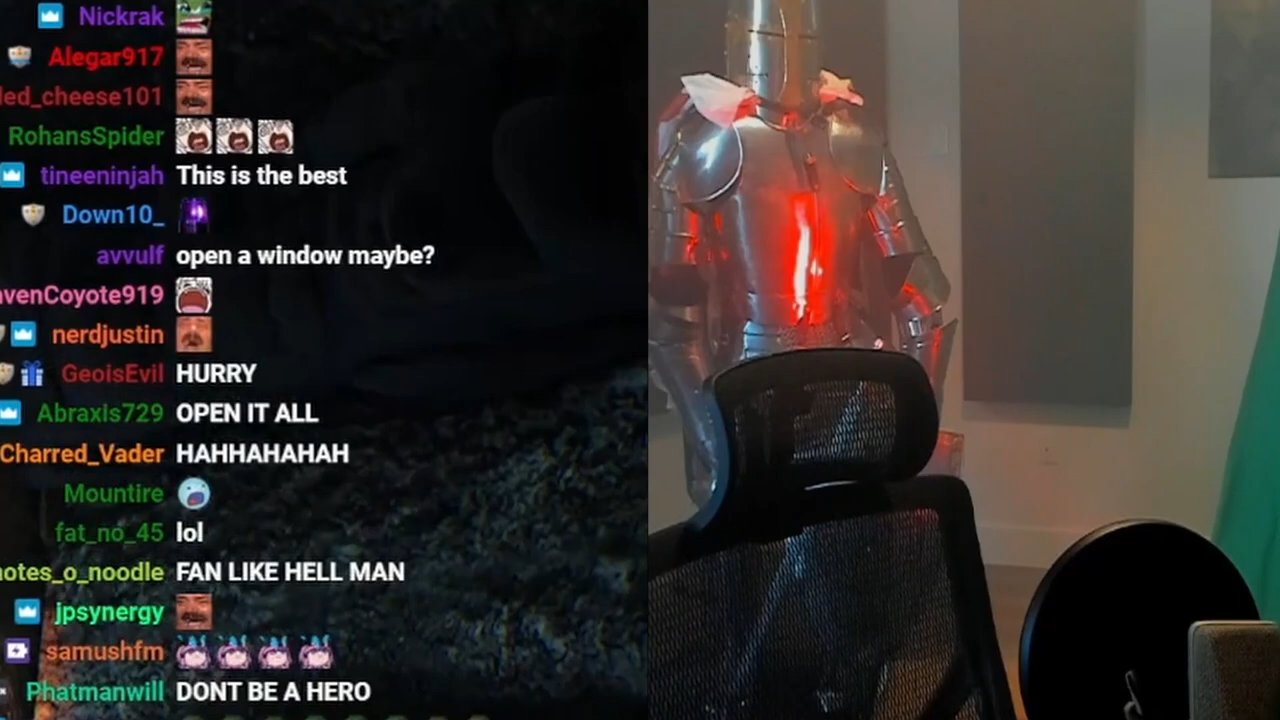 Nickrak
Alegar917
led_cheese101
RohansSpider
tineeninjah This is the best
Down10_
avvulf open a window maybe?
venCoyote919
nerdjustin
GeoisEvil HURRY
Abraxis729 OPEN IT ALL
Charred_Vader HAHHAHAHAH
Mountire
fat_no_45 lol
notes_o_noodle FAN LIKE HELL MAN
jpsynergy
samushfm
Phatmanwill DONT BE A HERO